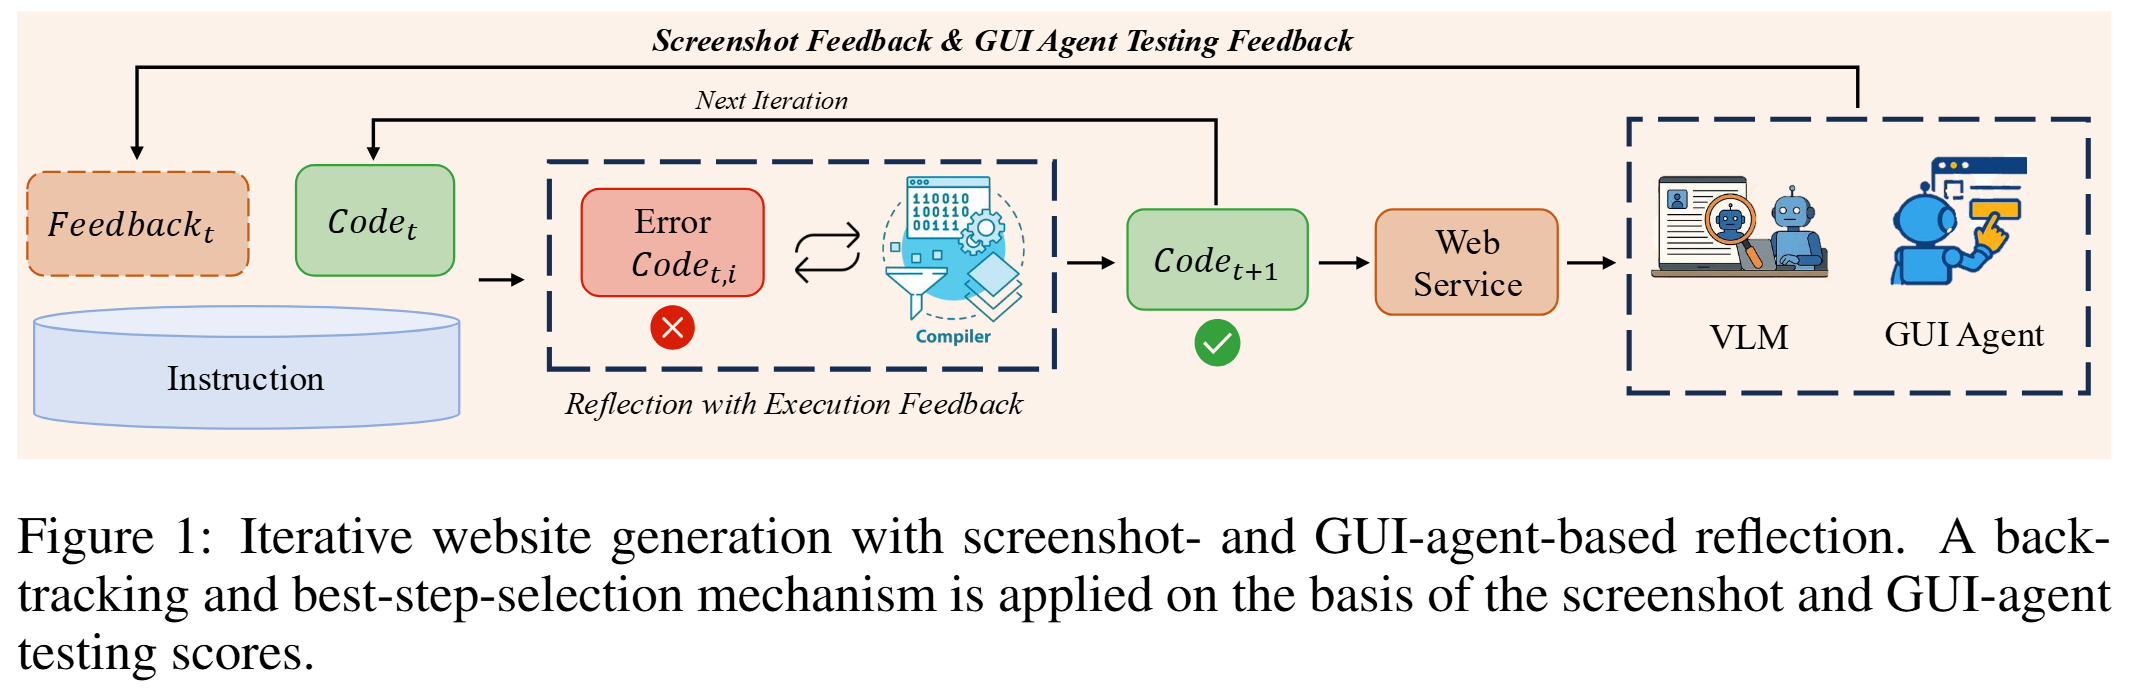 Screenshot Feedback & GUI Agent Testing Feedback
Next Iteration
Feedback_t
Code_t
Instruction
Error
Code_{t,i}
110010
100110
00111
Compiler
Reflection with Execution Feedback
Code_{t+1}
Web
Service
VLM
GUI Agent
Figure 1: Iterative website generation with screenshot- and GUI-agent-based reflection. A back-
tracking and best-step-selection mechanism is applied on the basis of the screenshot and GUI-agent
testing scores.